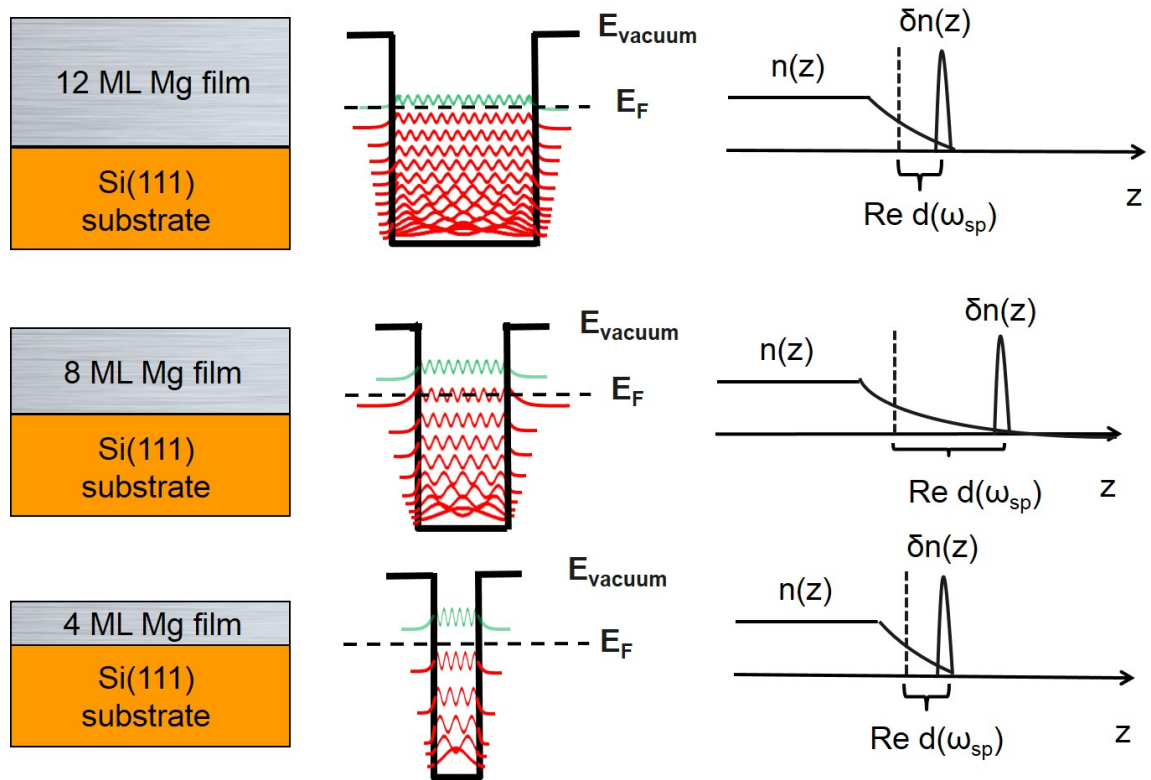 12 ML Mg film
Si(111)
substrate
E_vacuum
E_F
δn(z)
n(z)
Re d(ω_sp)
z
8 ML Mg film
Si(111)
substrate
E_vacuum
E_F
δn(z)
n(z)
Re d(ω_sp)
z
4 ML Mg film
Si(111)
substrate
E_vacuum
E_F
δn(z)
n(z)
Re d(ω_sp)
z